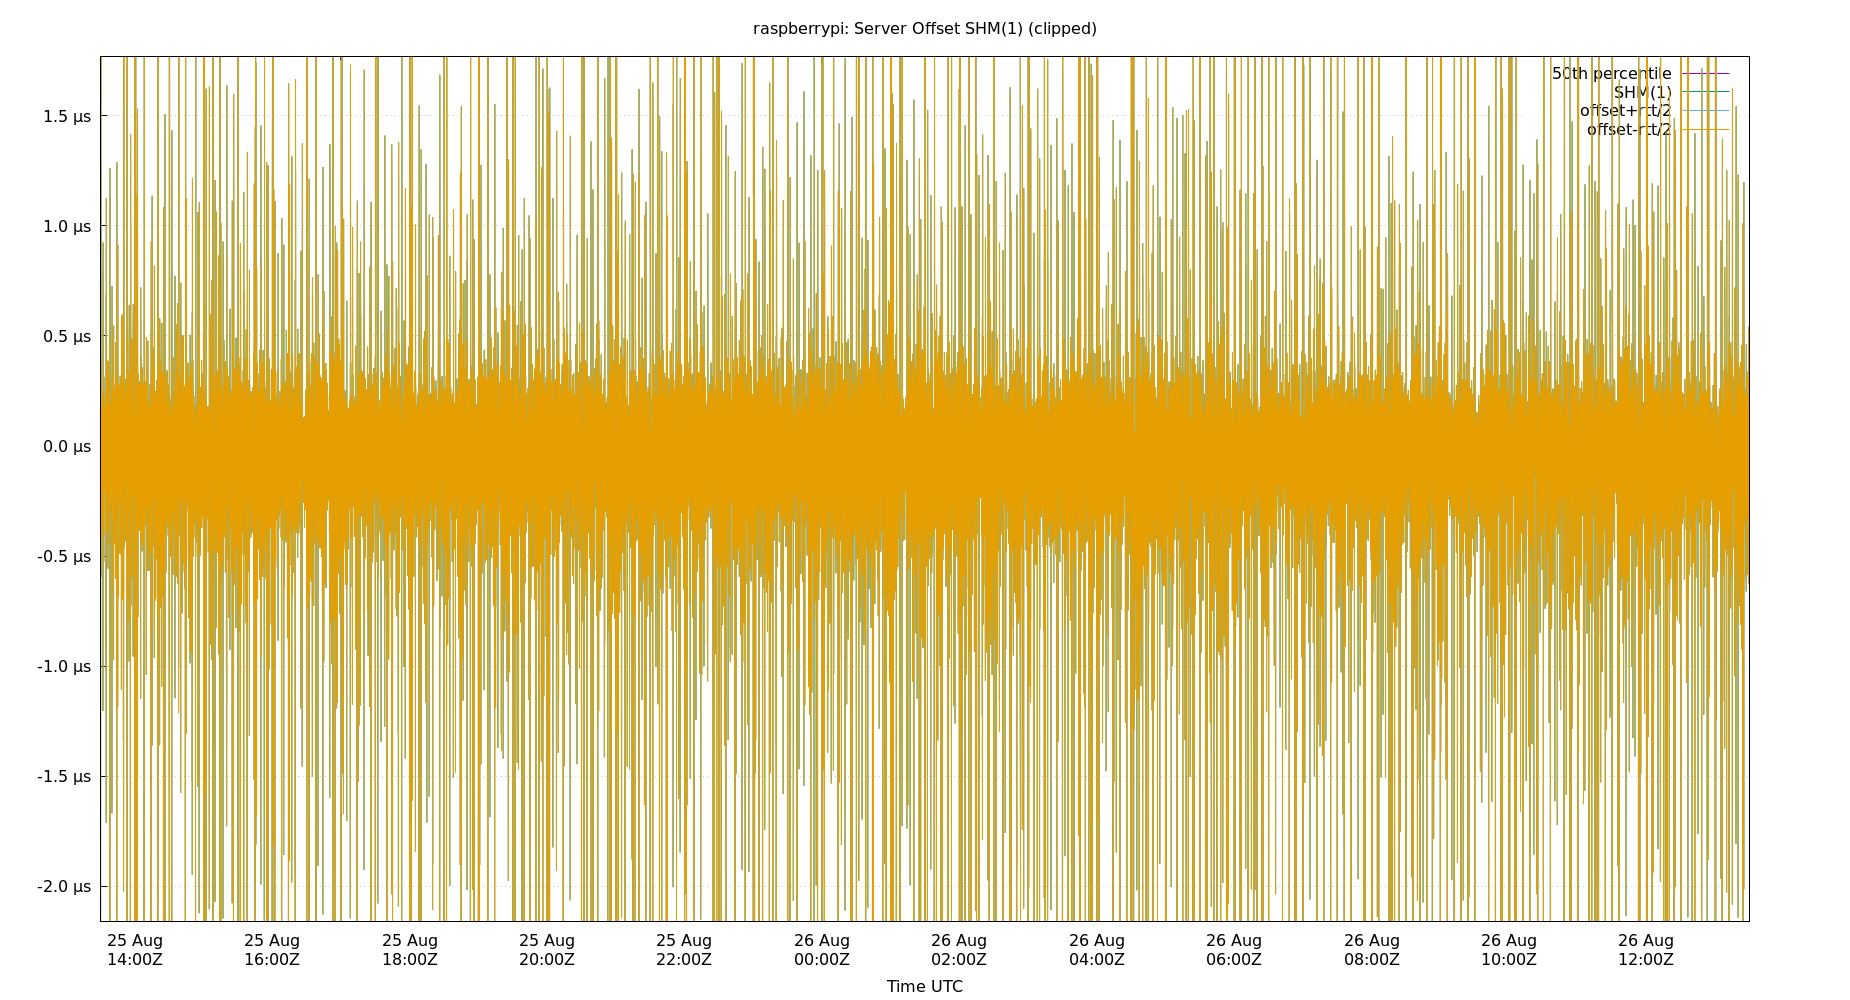 raspberrypi: Server Offset SHM(1) (clipped)
50th percentile
SHM(1)
offset+rtt/2
offset-rtt/2
1.5 µs
1.0 µs
0.5 µs
0.0 µs
-0.5 µs
-1.0 µs
-1.5 µs
-2.0 µs
25 Aug 25 Aug 25 Aug 25 Aug 25 Aug 26 Aug 26 Aug 26 Aug 26 Aug 26 Aug 26 Aug 26 Aug
14:00Z 16:00Z 18:00Z 20:00Z 22:00Z 00:00Z 02:00Z 04:00Z 06:00Z 08:00Z 10:00Z 12:00Z
Time UTC